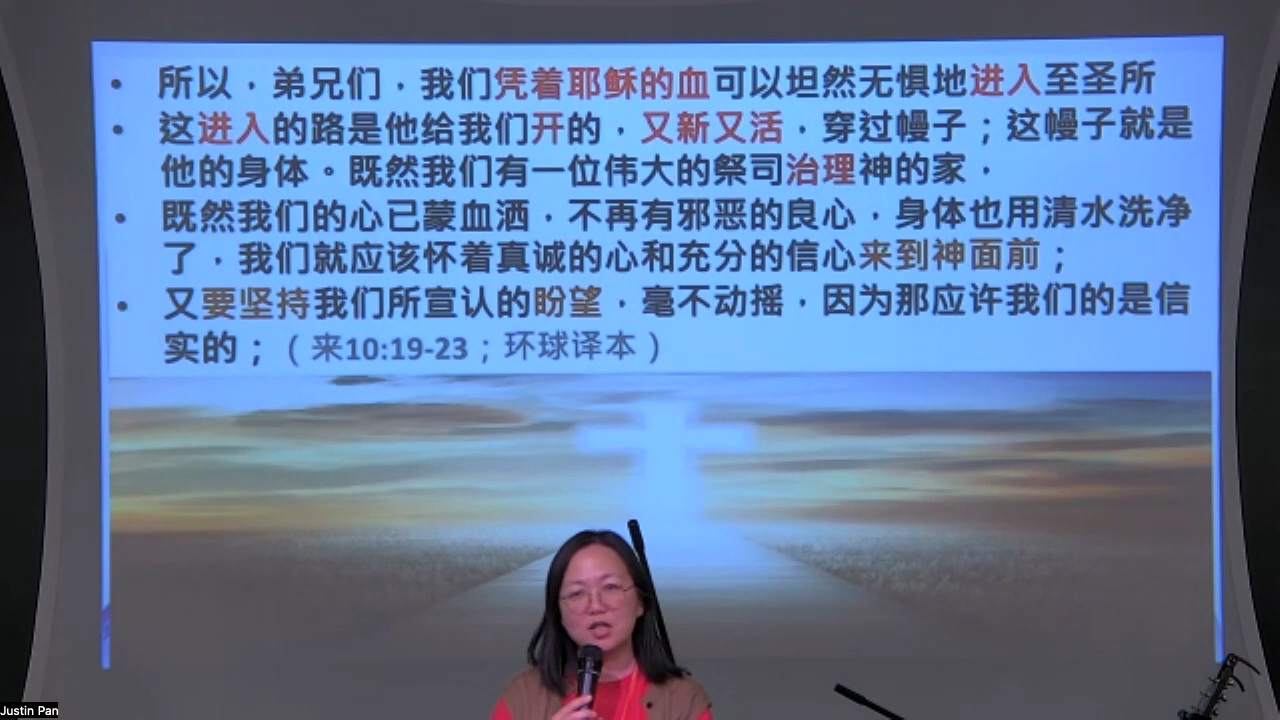 • 所以，弟兄们，我们凭着耶稣的血可以坦然无惧地进入至圣所
• 这进入的路是他给我们开的，又新又活，穿过幔子；这幔子就是
他的身体。既然我们有一位伟大的祭司治理神的家，
• 既然我们的心已蒙血洒，不再有邪恶的良心，身体也用清水洗净
了，我们就应该怀着真诚的心和充分的信心来到神面前；
• 又要坚持我们所宣认的盼望，毫不动摇，因为那应许我们的是信
实的；（来10:19-23；环球译本）
Justin Pan